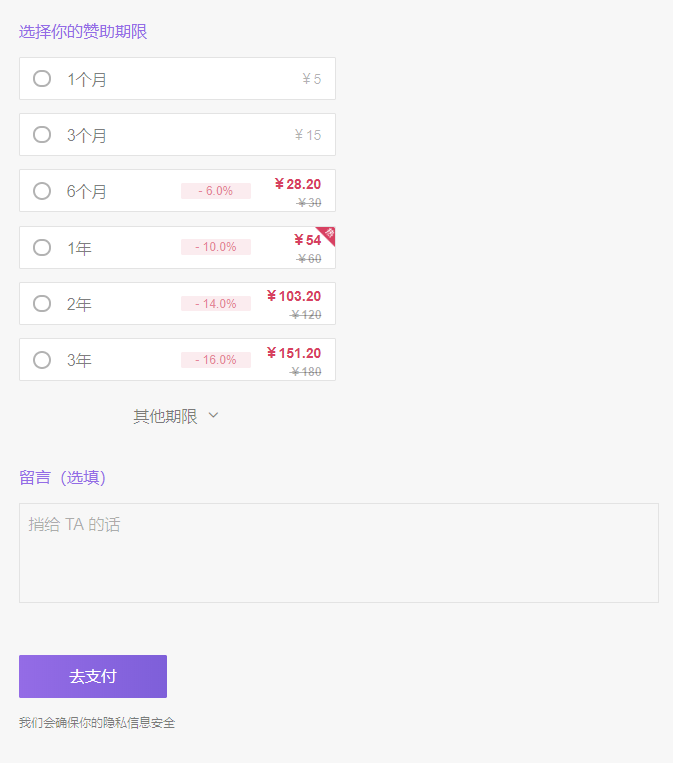 选择你的赞助期限
1个月 ¥5
3个月 ¥15
6个月 - 6.0% ¥28.20
¥30
热
1年 - 10.0% ¥54
¥60
2年 - 14.0% ¥103.20
¥120
3年 - 16.0% ¥151.20
¥180
其他期限
留言（选填）
捎给 TA 的话
去支付
我们会确保你的隐私信息安全